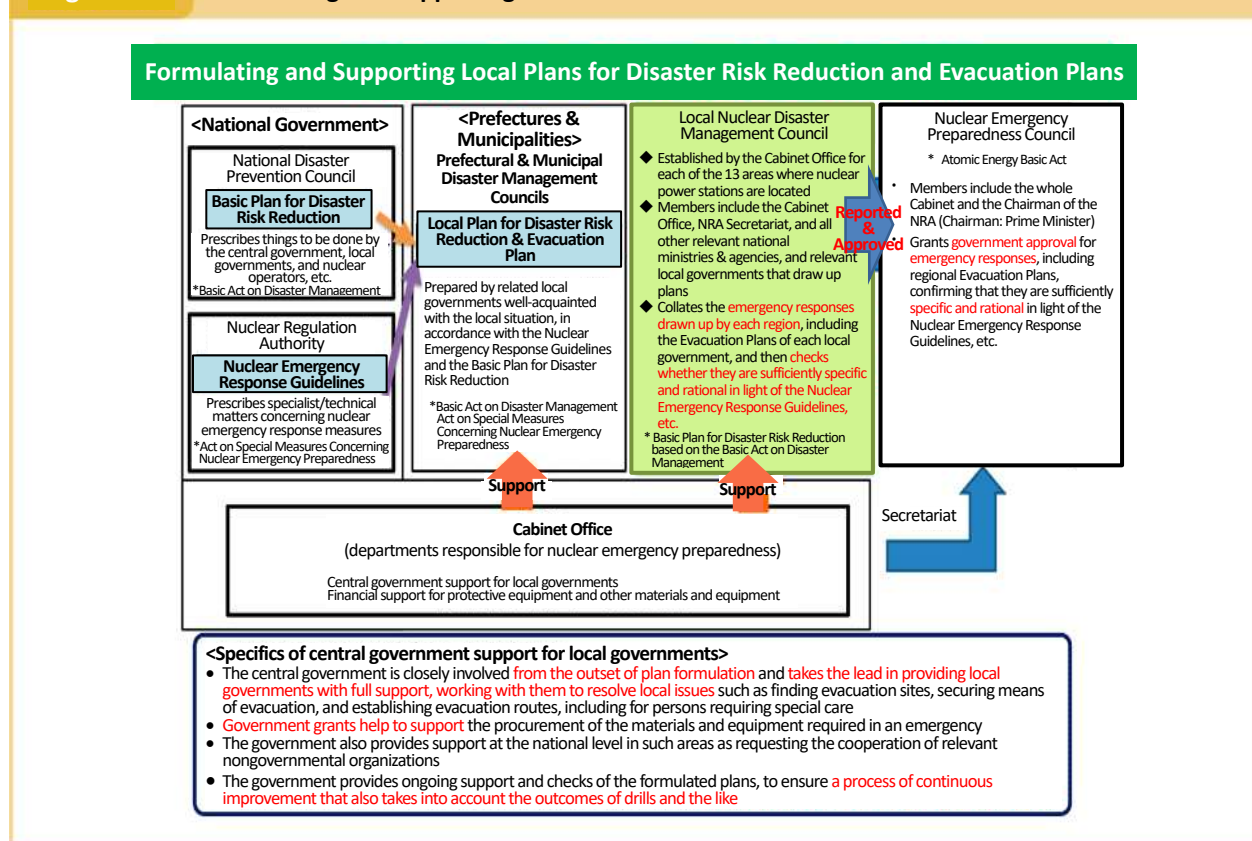 Formulating and Supporting Local Plans for Disaster Risk Reduction and Evacuation Plans
<National Government>
National Disaster
Prevention Council
Basic Plan for Disaster
Risk Reduction
Prescribes things to be done by
the central government, local
governments, and nuclear
operators, etc.
*Basic Act on Disaster Management
Nuclear Regulation
Authority
Nuclear Emergency
Response Guidelines
Prescribes specialist/technical
matters concerning nuclear
emergency response measures
*Act on Special Measures Concerning
Nuclear Emergency Preparedness
<Prefectures &
Municipalities>
Prefectural & Municipal
Disaster Management
Councils
Local Plan for Disaster Risk
Reduction & Evacuation
Plan
Prepared by related local
governments well-acquainted
with the local situation, in
accordance with the Nuclear
Emergency Response Guidelines
and the Basic Plan for Disaster
Risk Reduction
*Basic Act on Disaster Management
Act on Special Measures
Concerning Nuclear Emergency
Preparedness
Support
Local Nuclear Disaster
Management Council
◆ Established by the Cabinet Office for
each of the 13 areas where nuclear
power stations are located
◆ Members include the Cabinet
Office, NRA Secretariat, and all
other relevant national
ministries & agencies, and relevant
local governments that draw up
plans
◆ Collates the emergency responses
drawn up by each region, including
the Evacuation Plans of each local
government, and then checks
whether they are sufficiently specific
and rational in light of the Nuclear
Emergency Response Guidelines,
etc.
* Basic Plan for Disaster Risk Reduction
based on the Basic Act on Disaster
Management
Support
Reported
&
Approved
Nuclear Emergency
Preparedness Council
* Atomic Energy Basic Act
・ Members include the whole
Cabinet and the Chairman of the
NRA (Chairman: Prime Minister)
・ Grants government approval for
emergency responses, including
regional Evacuation Plans,
confirming that they are sufficiently
specific and rational in light of the
Nuclear Emergency Response
Guidelines, etc.
Secretariat
Cabinet Office
(departments responsible for nuclear emergency preparedness)
Central government support for local governments
Financial support for protective equipment and other materials and equipment
<Specifics of central government support for local governments>
• The central government is closely involved from the outset of plan formulation and takes the lead in providing local
governments with full support, working with them to resolve local issues such as finding evacuation sites, securing means
of evacuation, and establishing evacuation routes, including for persons requiring special care
• Government grants help to support the procurement of the materials and equipment required in an emergency
• The government also provides support at the national level in such areas as requesting the cooperation of relevant
nongovernmental organizations
• The government provides ongoing support and checks of the formulated plans, to ensure a process of continuous
improvement that also takes into account the outcomes of drills and the like